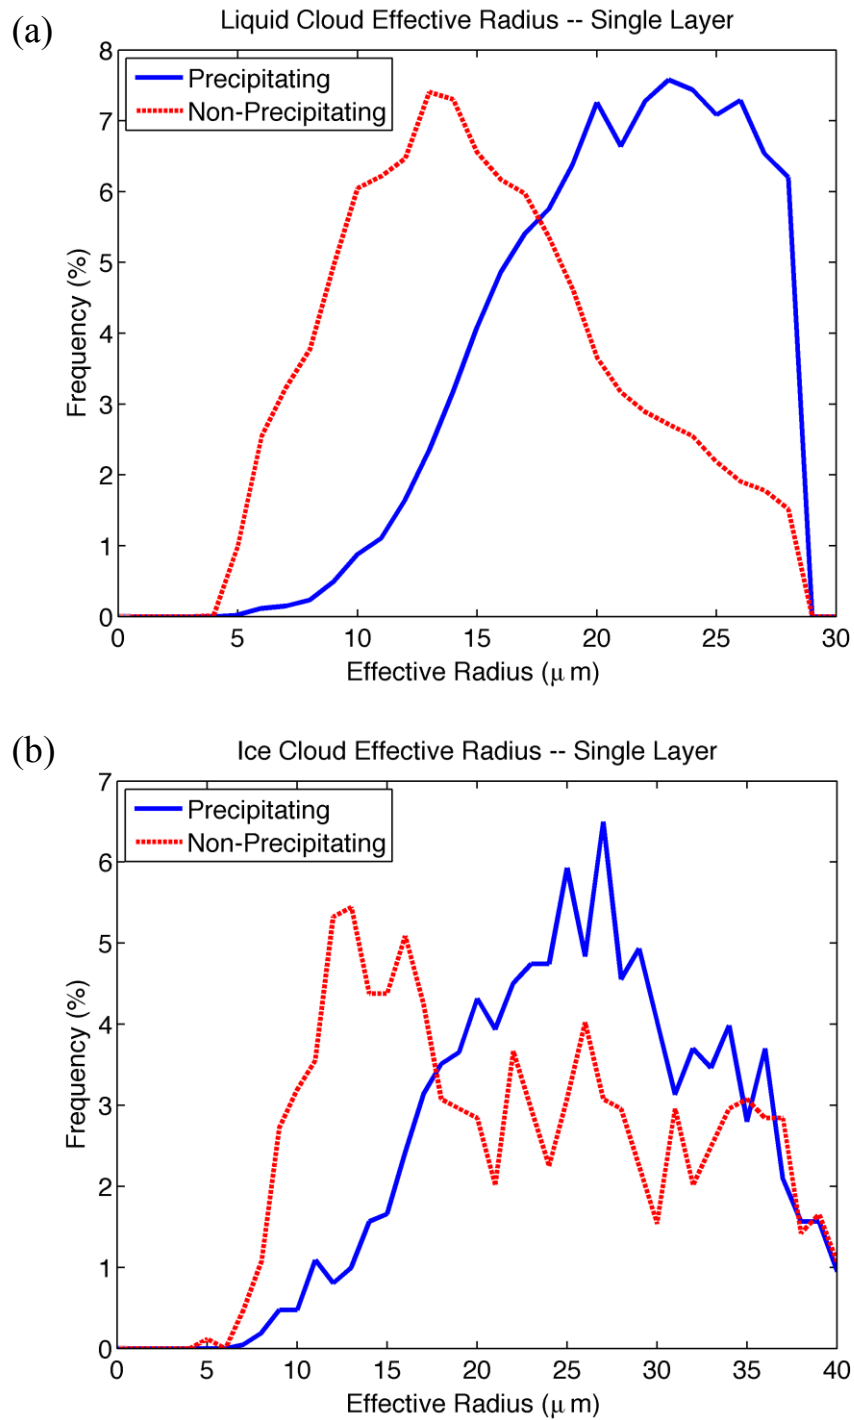 (a)
Liquid Cloud Effective Radius -- Single Layer
8
7
6
5
4
3
2
1
0
Frequency (%)
Precipitating
Non-Precipitating
0 5 10 15 20 25 30
Effective Radius (μ m)
(b)
Ice Cloud Effective Radius -- Single Layer
7
6
5
4
3
2
1
0
Frequency (%)
Precipitating
Non-Precipitating
0 5 10 15 20 25 30 35 40
Effective Radius (μ m)